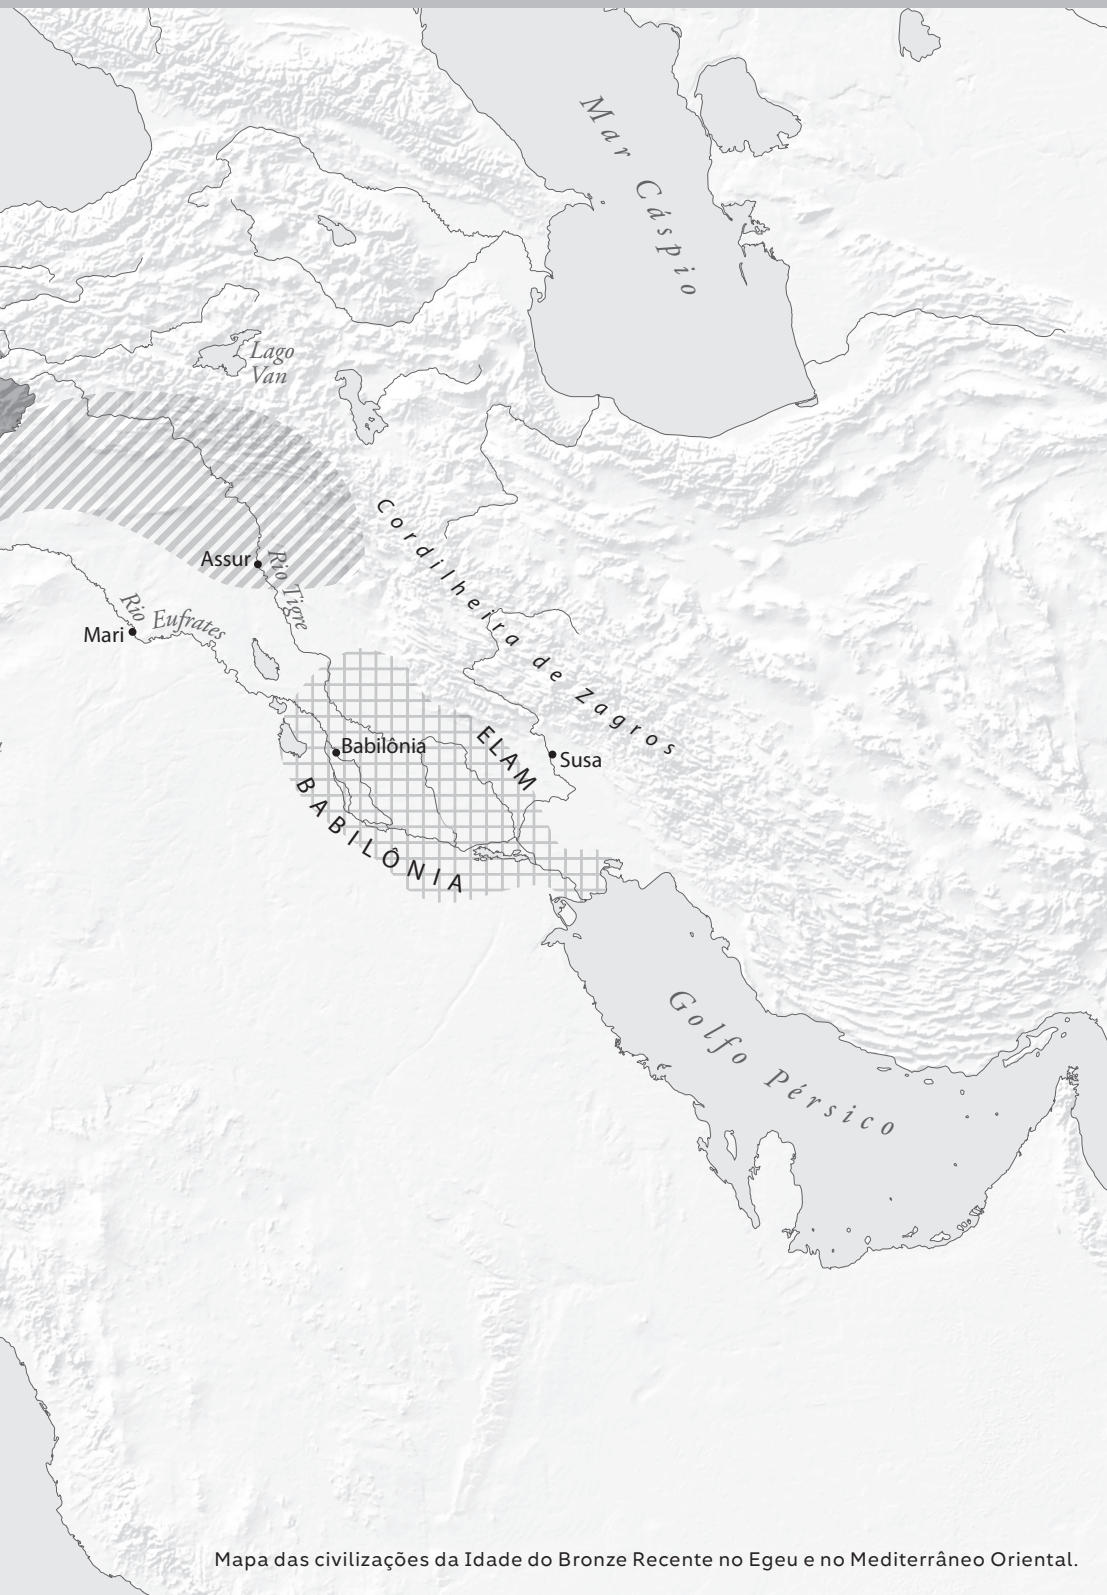 Mar Cáspio
Lago
Van
Cordilheira de Zagros
Assur
Rio Tigre
Rio Eufrates
Mari
Babilônia
ELAM
Susa
BABILÔNIA
Golfo Pérsico
Mapa das civilizações da Idade do Bronze Recente no Egeu e no Mediterrâneo Oriental.